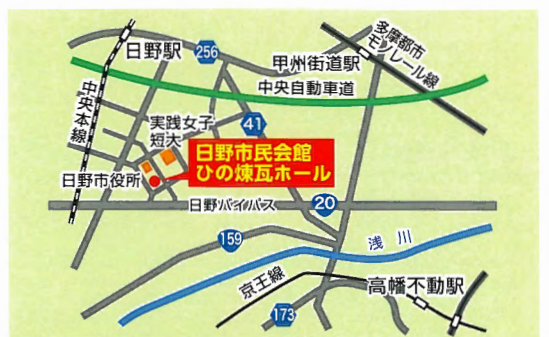 日野駅
256
甲州街道駅
多摩都市
モノレール線
中央自動車道
中央本線
実践女子
短大
41
日野市民会館
ひの煉瓦ホール
日野市役所
日野バイパス
20
159
浅川
京王線
高幡不動駅
173